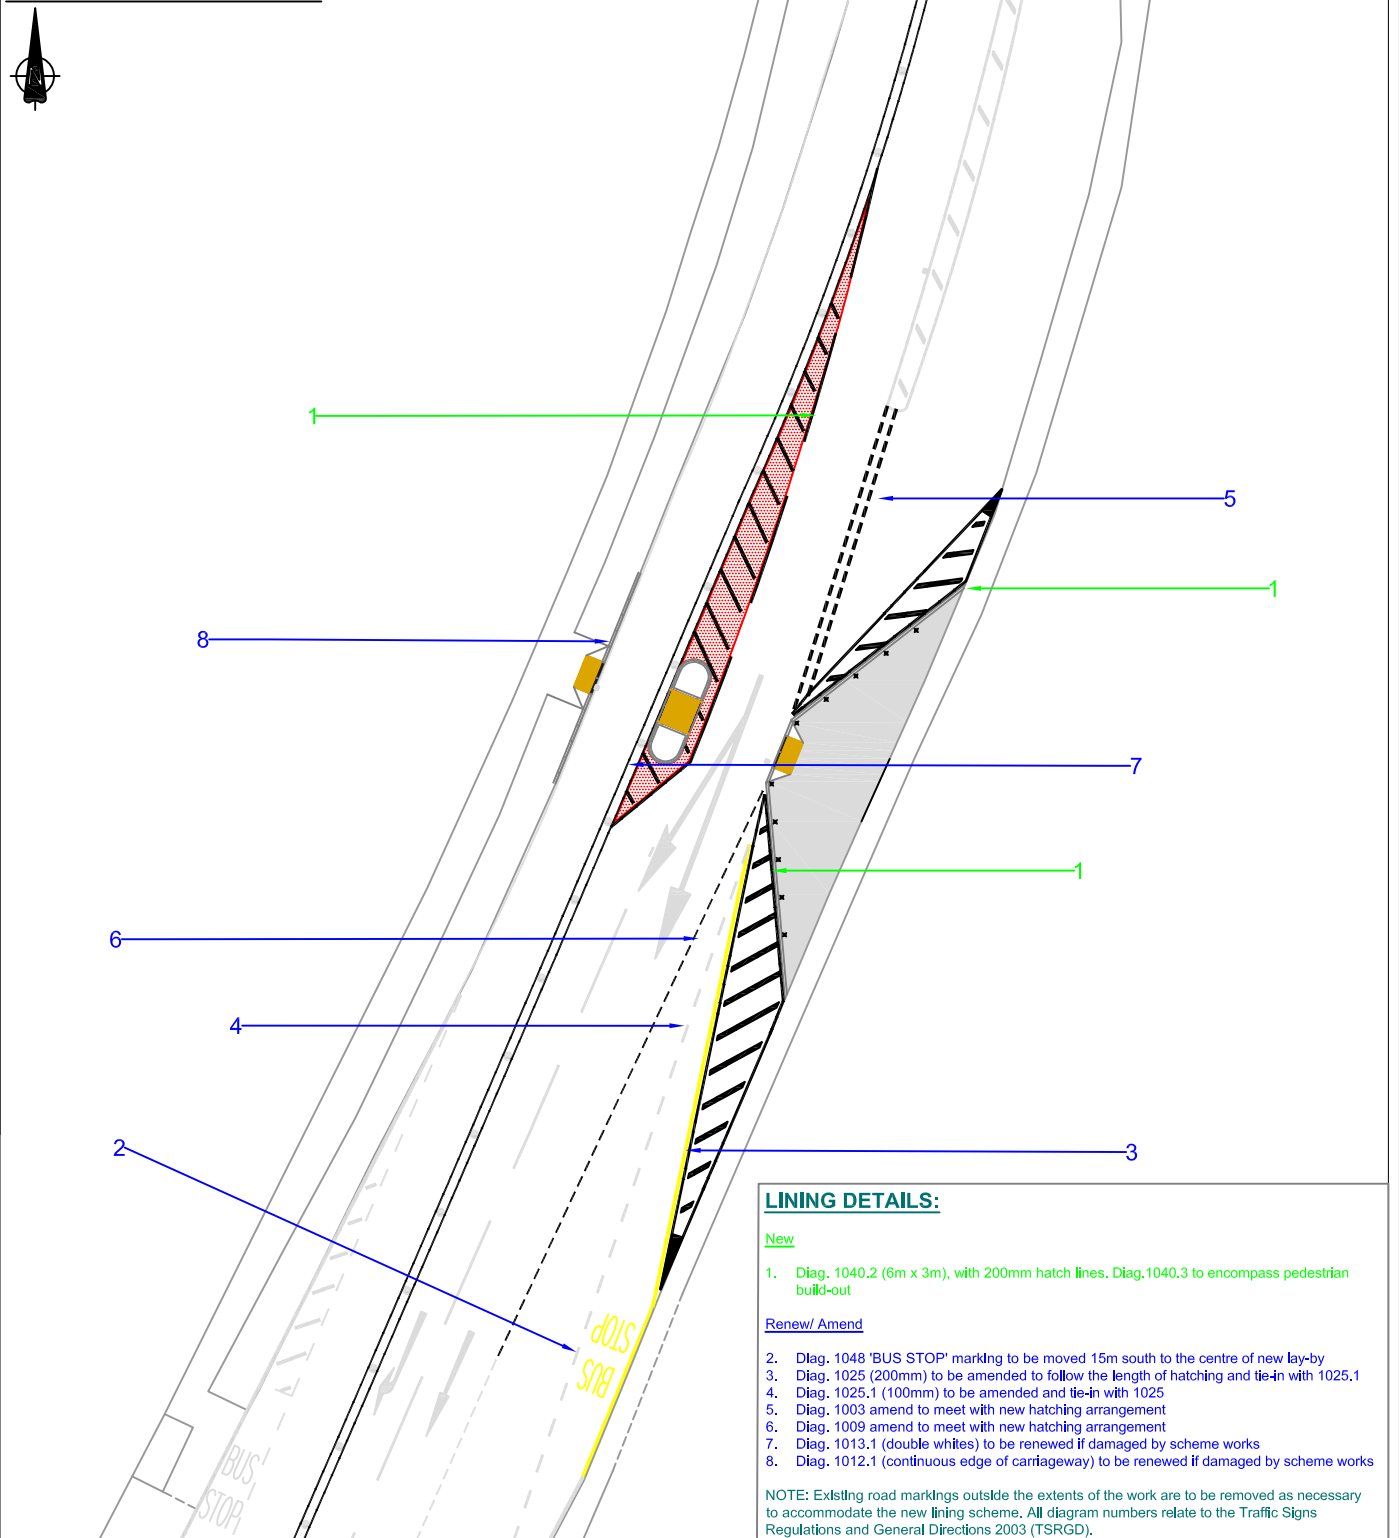 N
1
5
1
8
7
1
6
4
2
3
STOP
BUS
BUS
STOP
LINING DETAILS:
New
1. Diag. 1040.2 (6m x 3m), with 200mm hatch lines. Diag.1040.3 to encompass pedestrian
build-out
Renew/ Amend
2. Diag. 1048 'BUS STOP' marking to be moved 15m south to the centre of new lay-by
3. Diag. 1025 (200mm) to be amended to follow the length of hatching and tie-in with 1025.1
4. Diag. 1025.1 (100mm) to be amended and tie-in with 1025
5. Diag. 1003 amend to meet with new hatching arrangement
6. Diag. 1009 amend to meet with new hatching arrangement
7. Diag. 1013.1 (double whites) to be renewed if damaged by scheme works
8. Diag. 1012.1 (continuous edge of carriageway) to be renewed if damaged by scheme works
NOTE: Existing road markings outside the extents of the work are to be removed as necessary
to accommodate the new lining scheme. All diagram numbers relate to the Traffic Signs
Regulations and General Directions 2003 (TSRGD).